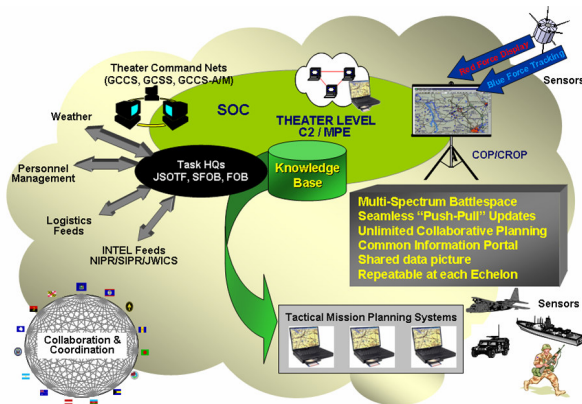 Theater Command Nets
(GCCS, GCSS, GCCS-A/M)
Weather
Personnel
Management
Logistics
Feeds
INTEL Feeds
NIPR/SIPR/JWICS
SOC
THEATER LEVEL
C2 / MPE
Task HQs
JSOTF, SFOB, FOB
Knowledge
Base
Red Force Display
Blue Force Tracking
Sensors
COP/CROP
Multi-Spectrum Battlespace
Seamless “Push-Pull” Updates
Unlimited Collaborative Planning
Common Information Portal
Shared data picture
Repeatable at each Echelon
Tactical Mission Planning Systems
Sensors
Collaboration &
Coordination